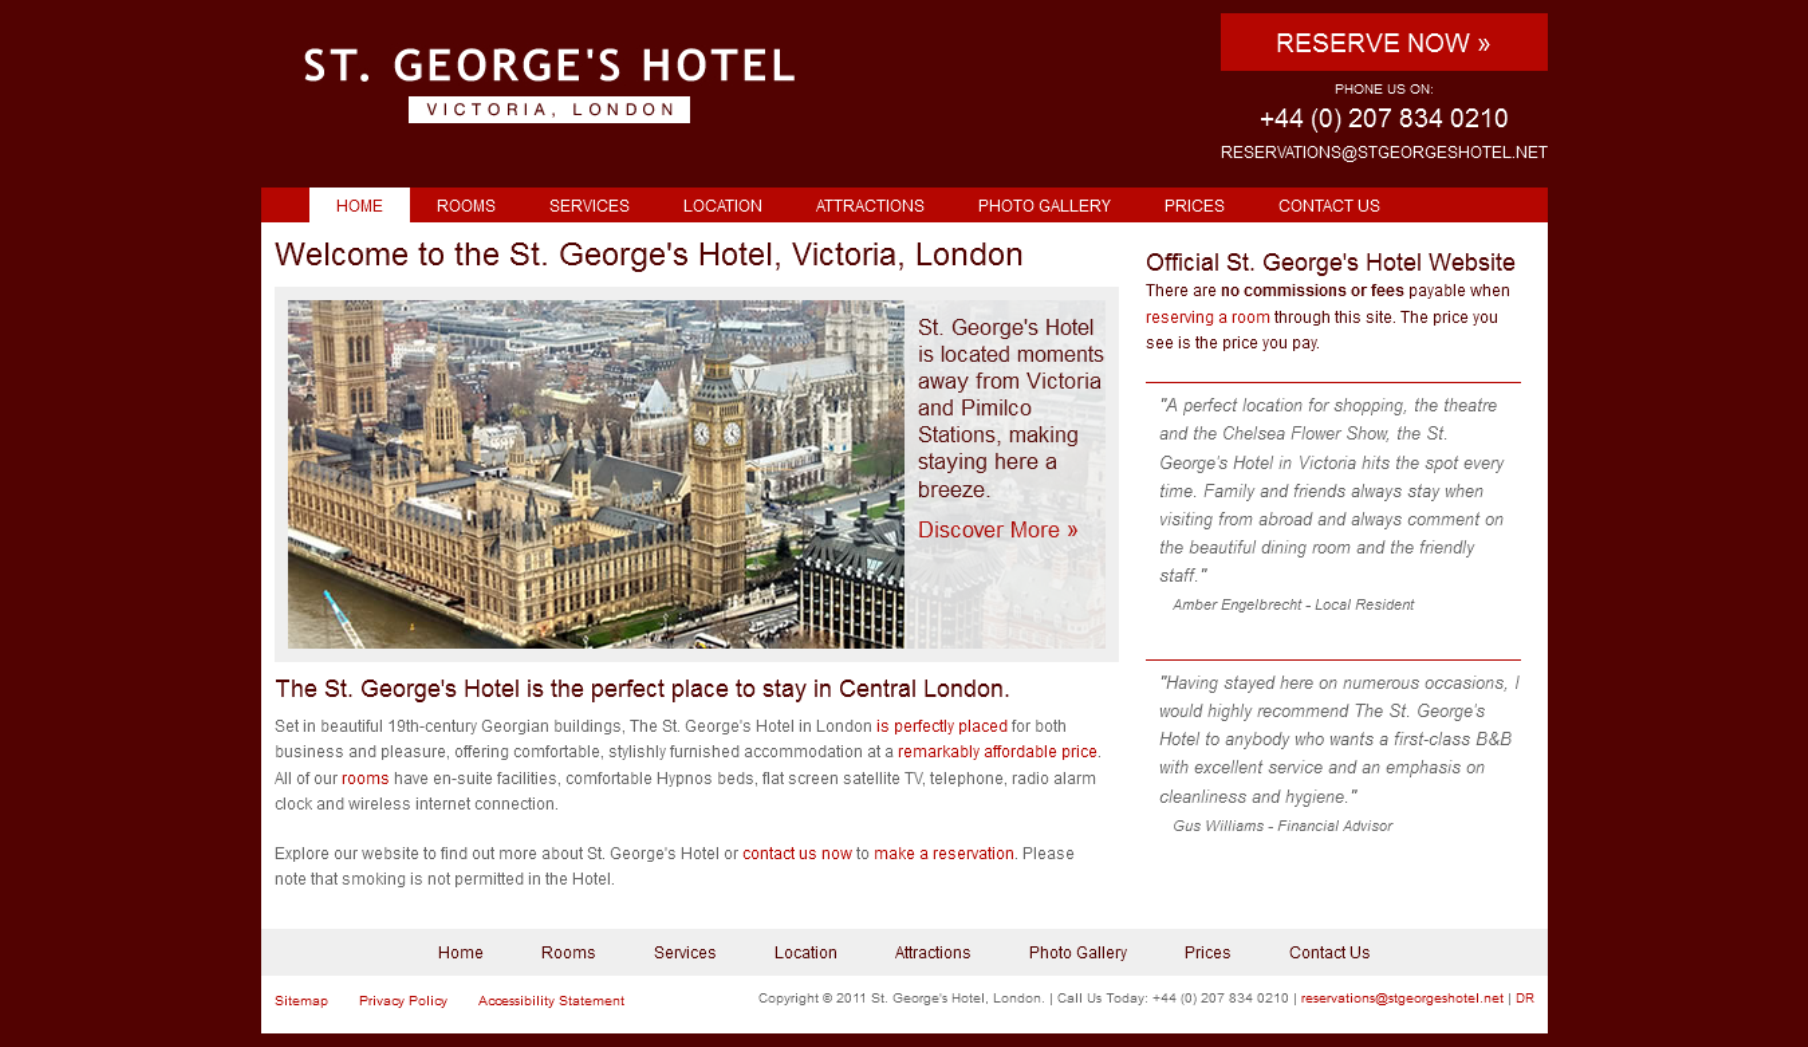 ST. GEORGE'S HOTEL
VICTORIA, LONDON
RESERVE NOW »
PHONE US ON:
+44 (0) 207 834 0210
RESERVATIONS@STGEORGESHOTEL.NET
HOME ROOMS SERVICES LOCATION ATTRACTIONS PHOTO GALLERY PRICES CONTACT US
Welcome to the St. George's Hotel, Victoria, London
St. George's Hotel
is located moments
away from Victoria
and Pimilco
Stations, making
staying here a
breeze.
Discover More »
The St. George's Hotel is the perfect place to stay in Central London.
Set in beautiful 19th-century Georgian buildings, The St. George's Hotel in London is perfectly placed for both
business and pleasure, offering comfortable, stylishly furnished accommodation at a remarkably affordable price.
All of our rooms have en-suite facilities, comfortable Hypnos beds, flat screen satellite TV, telephone, radio alarm
clock and wireless internet connection.
Explore our website to find out more about St. George's Hotel or contact us now to make a reservation. Please
note that smoking is not permitted in the Hotel.
Official St. George's Hotel Website
There are no commissions or fees payable when
reserving a room through this site. The price you
see is the price you pay.
"A perfect location for shopping, the theatre
and the Chelsea Flower Show, the St.
George's Hotel in Victoria hits the spot every
time. Family and friends always stay when
visiting from abroad and always comment on
the beautiful dining room and the friendly
staff."
Amber Engelbrecht - Local Resident
"Having stayed here on numerous occasions, I
would highly recommend The St. George's
Hotel to anybody who wants a first-class B&B
with excellent service and an emphasis on
cleanliness and hygiene."
Gus Williams - Financial Advisor
Home Rooms Services Location Attractions Photo Gallery Prices Contact Us
Sitemap Privacy Policy Accessibility Statement
Copyright © 2011 St. George's Hotel, London. | Call Us Today: +44 (0) 207 834 0210 | reservations@stgeorgeshotel.net | DR